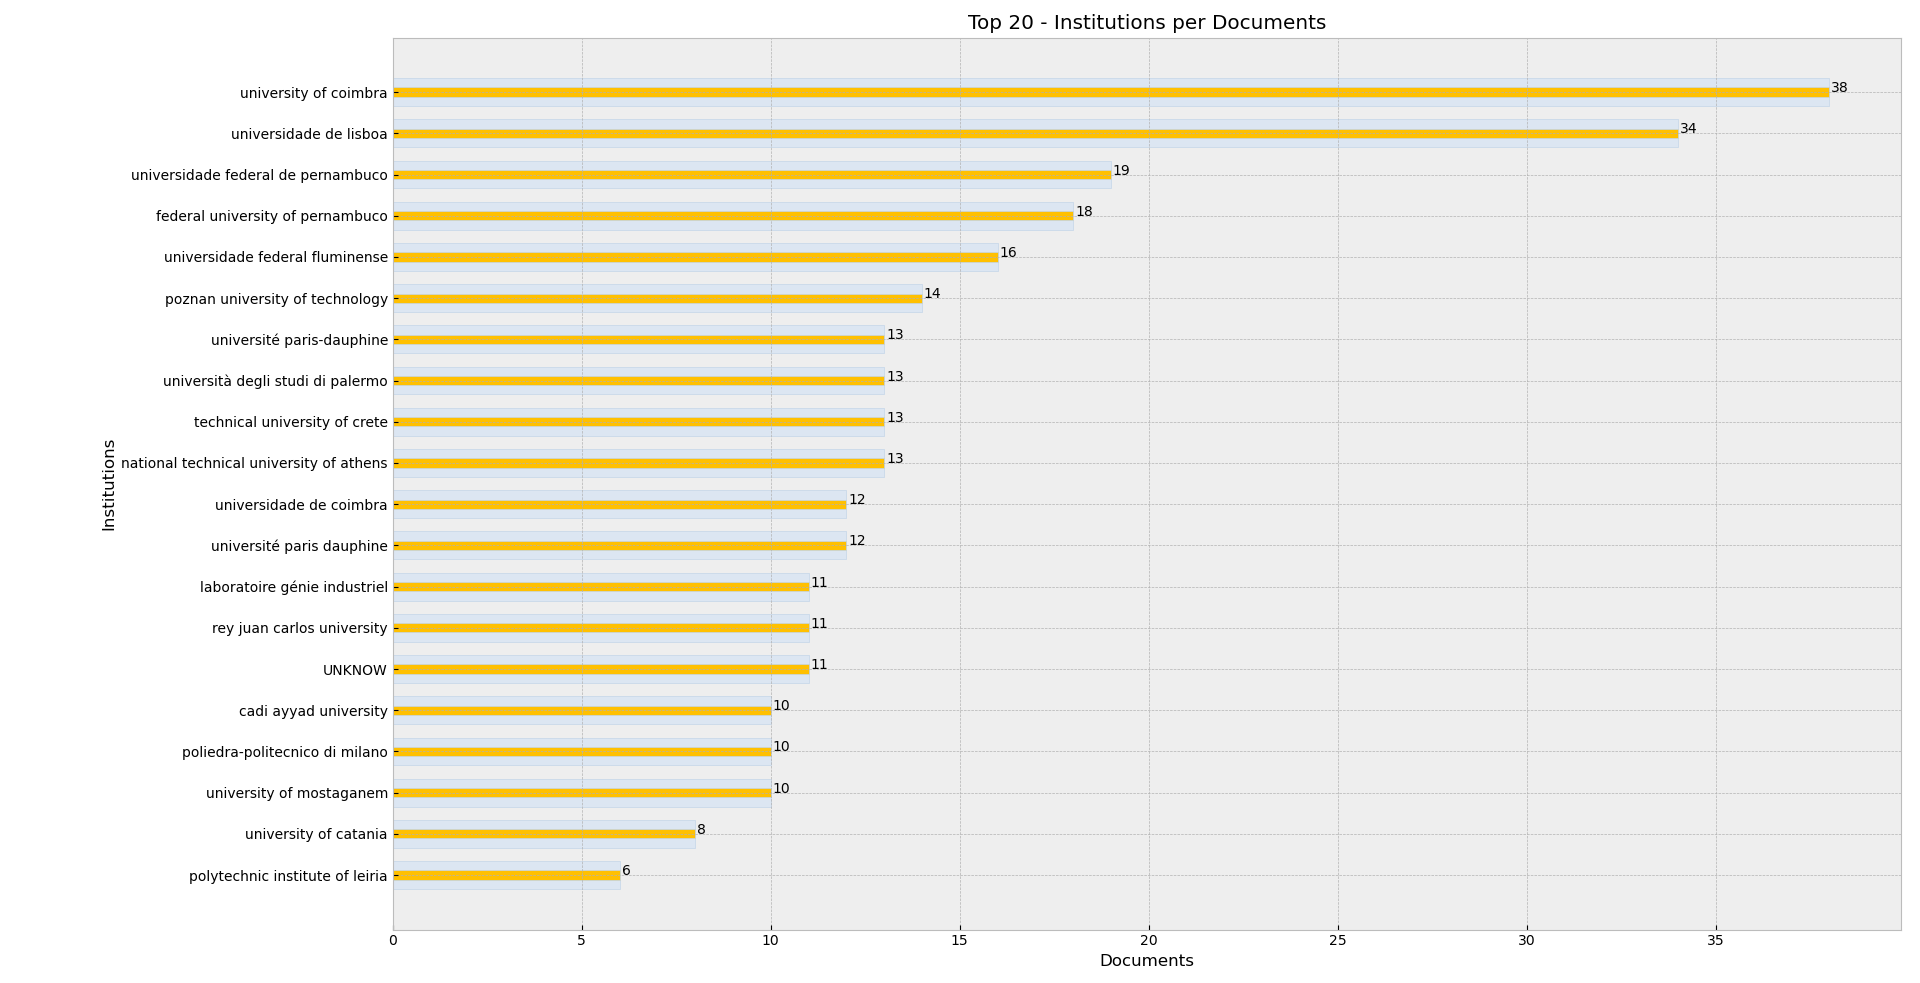 Top 20 - Institutions per Documents
university of coimbra 38
universidade de lisboa 34
universidade federal de pernambuco 19
federal university of pernambuco 18
universidade federal fluminense 16
poznan university of technology 14
université paris-dauphine 13
università degli studi di palermo 13
technical university of crete 13
national technical university of athens 13
universidade de coimbra 12
université paris dauphine 12
laboratoire génie industriel 11
rey juan carlos university 11
UNKNOW 11
cadi ayyad university 10
poliedra-politecnico di milano 10
university of mostaganem 10
university of catania 8
polytechnic institute of leiria 6
Institutions
0 5 10 15 20 25 30 35
Documents